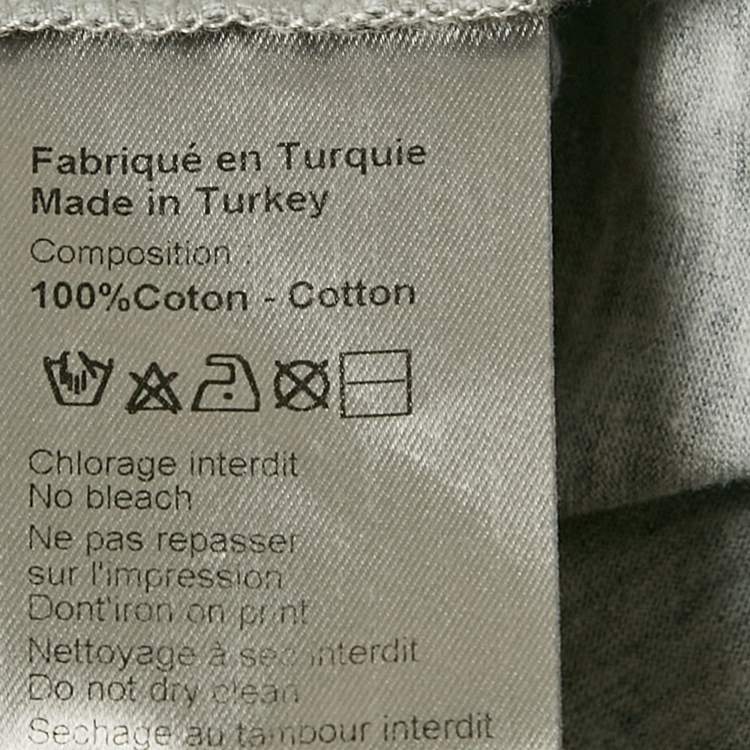 Fabriqué en Turquie
Made in Turkey
Composition :
100%Coton - Cotton
Chlorage interdit
No bleach
Ne pas repasser
sur l'impression
Dont'iron on print
Nettoyage à sec interdit
Do not dry clean
Sechage au tambour interdit